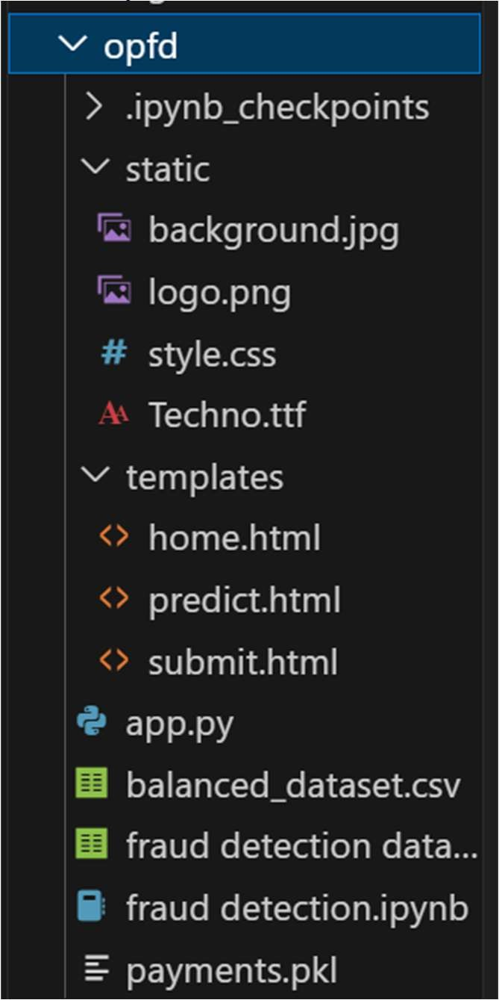 opfd
.ipynb_checkpoints
static
background.jpg
logo.png
style.css
Techno.ttf
templates
home.html
predict.html
submit.html
app.py
balanced_dataset.csv
fraud detection data...
fraud detection.ipynb
payments.pkl